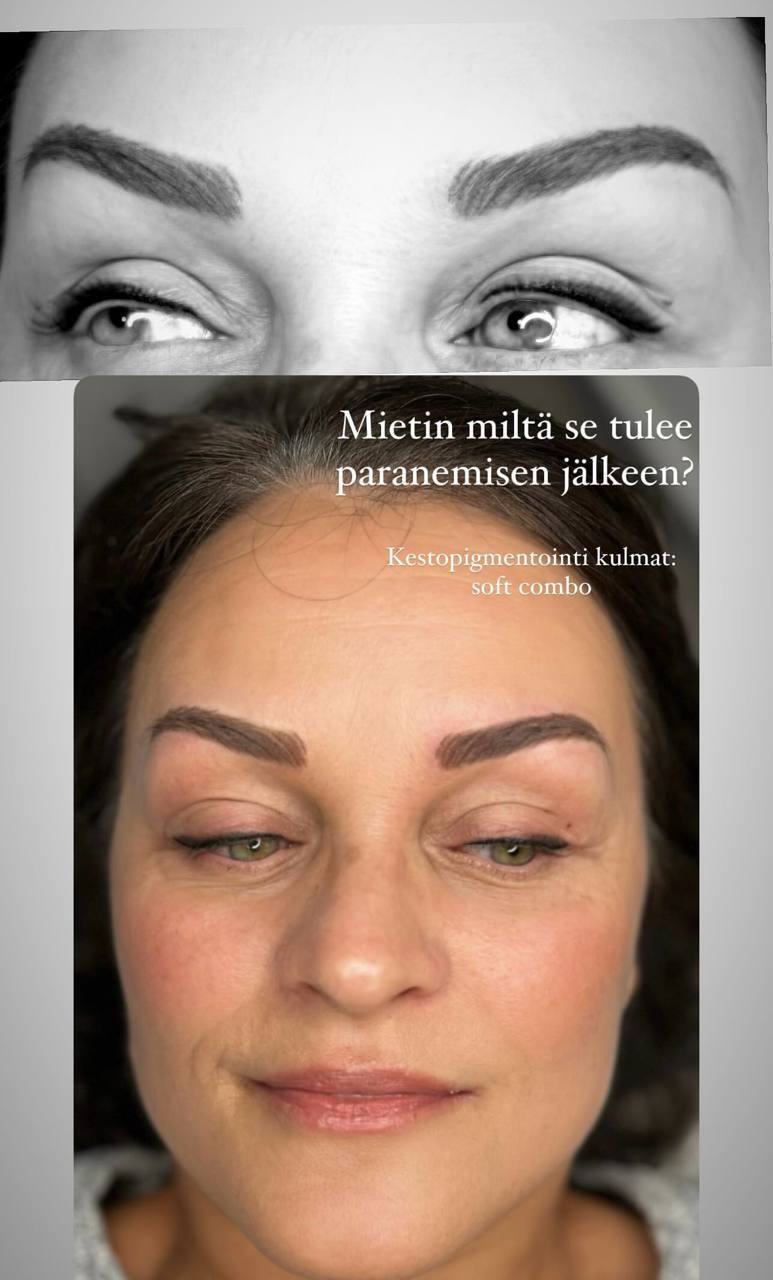 Mietin miltä se tulee
paranemisen jälkeen?
Kestopigmentointi kulmat:
soft combo